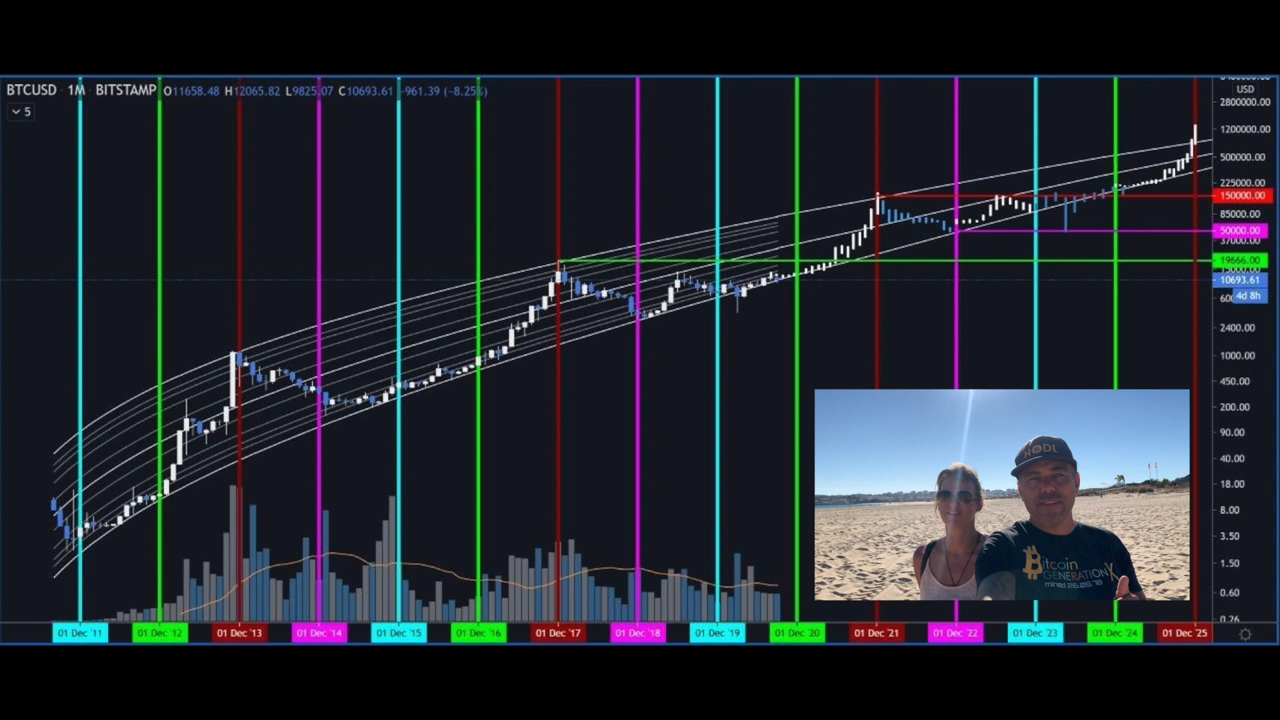 BTCUSD 1M BITSTAMP O11658.48 H12065.82 L9825.07 C10693.61 -961.39 (-8.25%)
5
USD
2800000.00
1200000.00
500000.00
225000.00
150000.00
85000.00
50000.00
37000.00
19666.00
10693.61
4d 8h
2400.00
1000.00
450.00
200.00
90.00
40.00
18.00
8.00
3.50
1.50
0.60
0.26
01 Dec '11 01 Dec '12 01 Dec '13 01 Dec '14 01 Dec '15 01 Dec '16 01 Dec '17 01 Dec '18 01 Dec '19 01 Dec '20 01 Dec '21 01 Dec '22 01 Dec '23 01 Dec '24 01 Dec '25
HODL
Bitcoin
GENERATION
mined